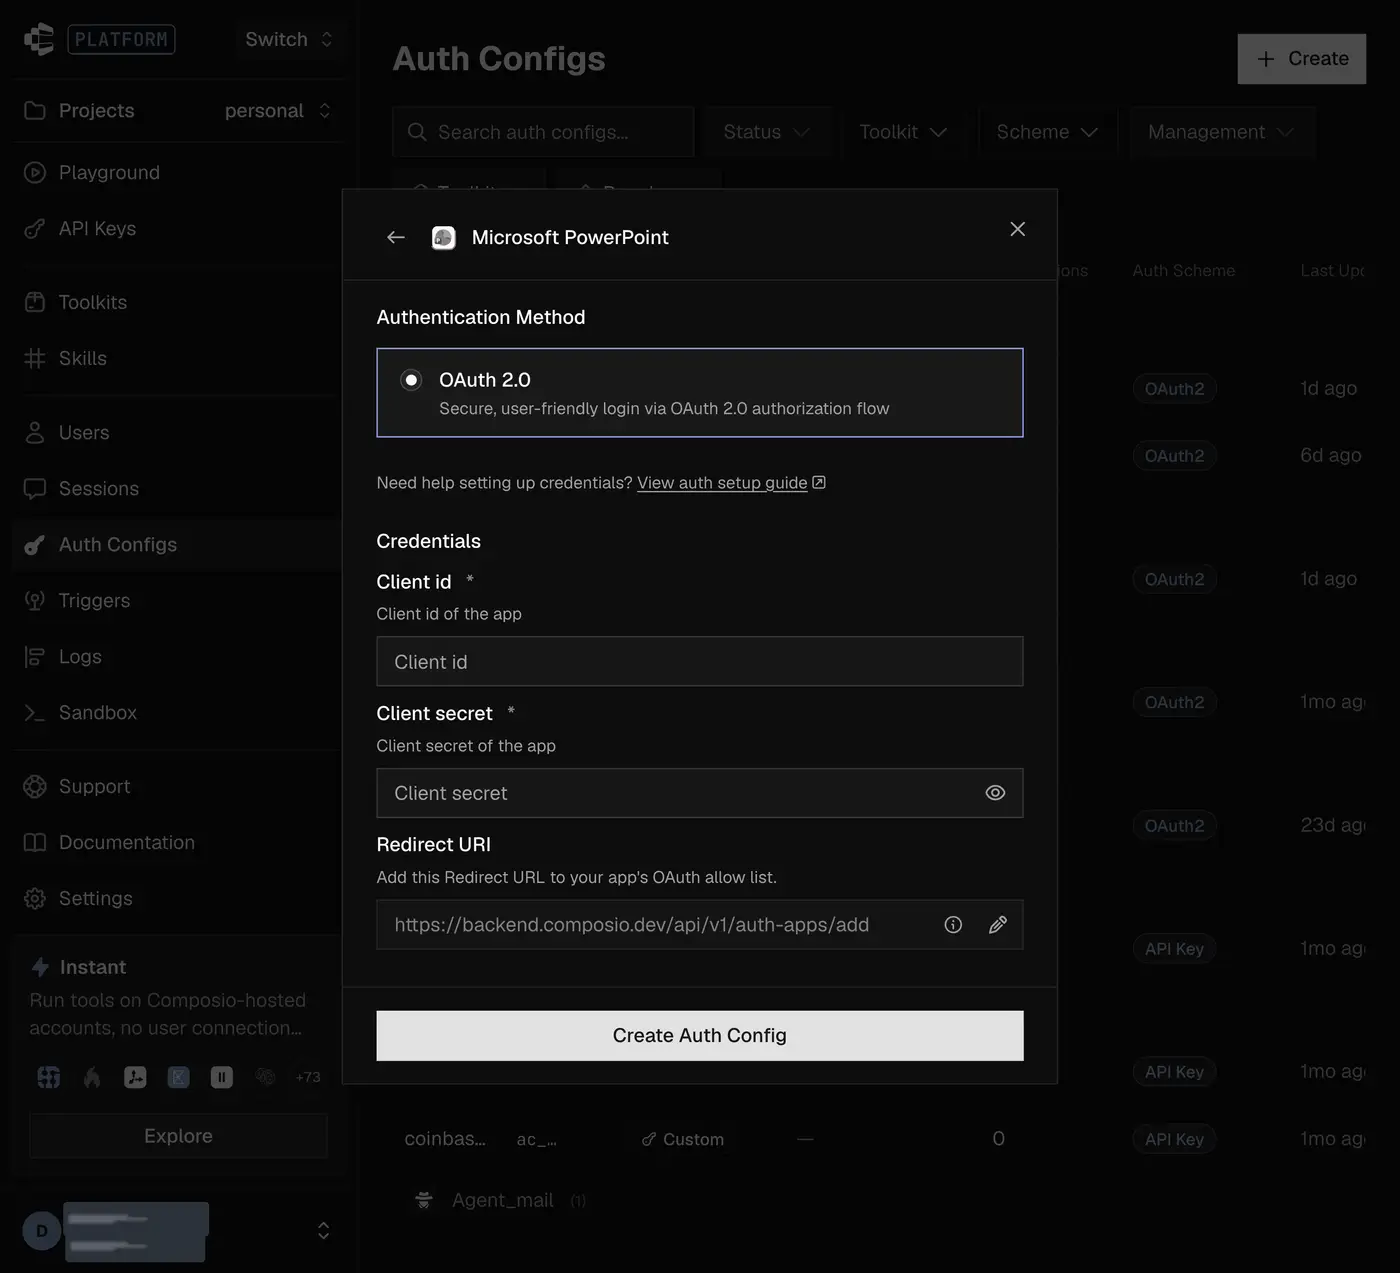 PLATFORM
Switch
Projects
personal
Playground
API Keys
Toolkits
Skills
Users
Sessions
Auth Configs
Triggers
Logs
Sandbox
Support
Documentation
Settings
Instant
Run tools on Composio-hosted
accounts, no user connection...
+73
Explore
D
Auth Configs
+ Create
Search auth configs...
Status
Toolkit
Scheme
Management
Auth Scheme
OAuth2
1d ago
OAuth2
6d ago
OAuth2
1d ago
OAuth2
OAuth2
API Key
API Key
coinbas...
ac_...
Custom
—
0
API Key
Agent_mail (1)
Microsoft PowerPoint
Authentication Method
OAuth 2.0
Secure, user-friendly login via OAuth 2.0 authorization flow
Need help setting up credentials? View auth setup guide
Credentials
Client id *
Client id of the app
Client id
Client secret *
Client secret of the app
Client secret
Redirect URI
Add this Redirect URL to your app's OAuth allow list.
https://backend.composio.dev/api/v1/auth-apps/add
Create Auth Config